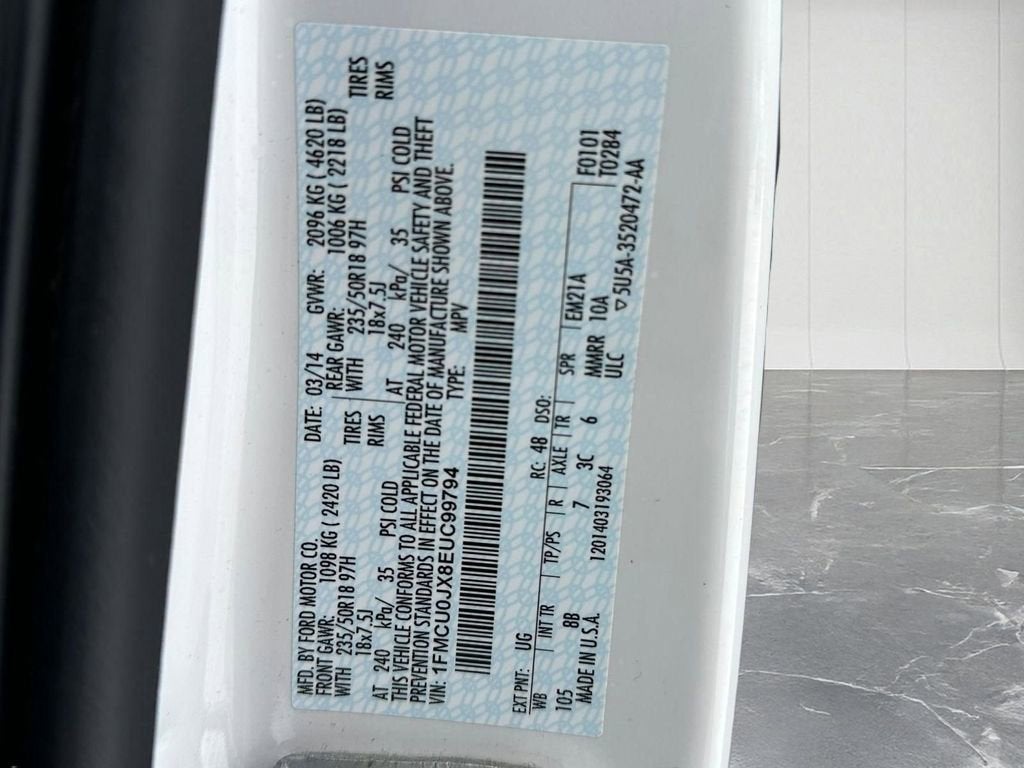 MFD. BY FORD MOTOR CO. DATE: 03/14 GVWR: 2096 KG ( 4620 LB)
FRONT GAWR: 1098 KG ( 2420 LB) REAR GAWR: 1006 KG ( 2218 LB)
WITH 235/50R18 97H TIRES WITH 235/50R18 97H TIRES
18x7.5J RIMS 18x7.5J RIMS
AT 240 kPa/ 35 PSI COLD AT 240 kPa/ 35 PSI COLD
THIS VEHICLE CONFORMS TO ALL APPLICABLE FEDERAL MOTOR VEHICLE SAFETY AND THEFT
PREVENTION STANDARDS IN EFFECT ON THE DATE OF MANUFACTURE SHOWN ABOVE.
VIN: 1FMCU0JX8EUC99794 TYPE: MPV
EXT PNT: UG RC: 48 DSO: F0101
WB INT TR TP/PS R AXLE TR SPR EM21A T0284
105 8B 7 3C 6 MMRR 10A
MADE IN U.S.A. 1201403193064 ULC ▽5U5A-3520472-AA